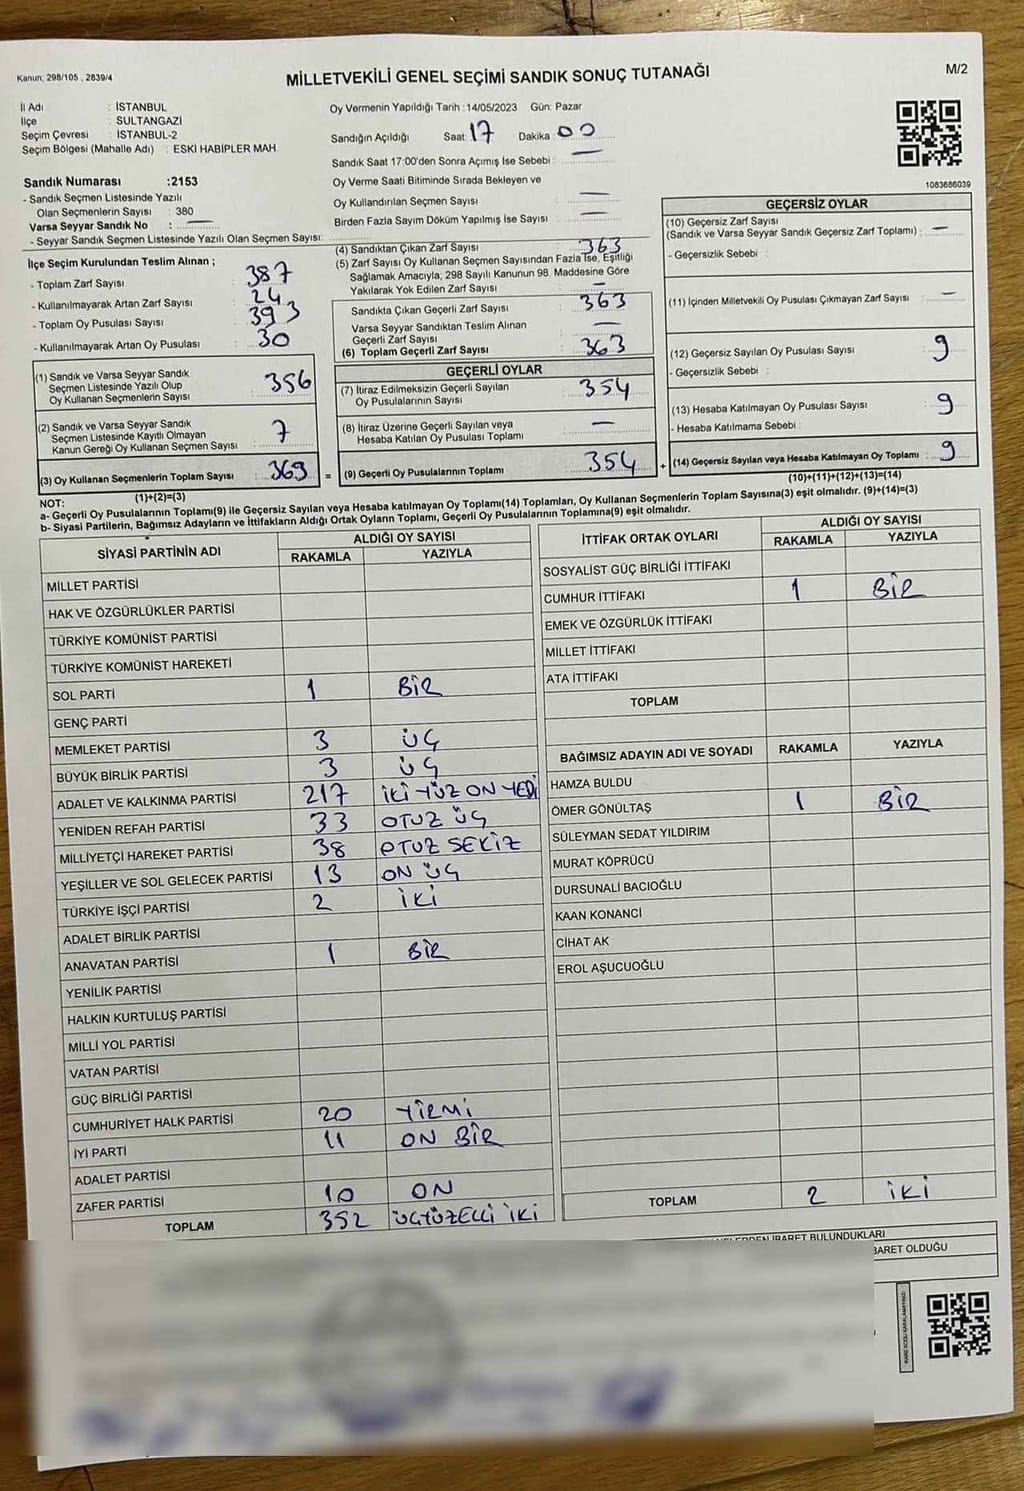 Kanun; 298/105 , 2839/4
MİLLETVEKİLİ GENEL SEÇİMİ SANDIK SONUÇ TUTANAĞI
M/2
İl Adı : İSTANBUL
İlçe : SULTANGAZİ
Seçim Çevresi : İSTANBUL-2
Seçim Bölgesi (Mahalle Adı) : ESKİ HABİPLER MAH.
Sandık Numarası :2153
- Sandık Seçmen Listesinde Yazılı
Olan Seçmenlerin Sayısı : 380
Varsa Seyyar Sandık No : —
- Seyyar Sandık Seçmen Listesinde Yazılı Olan Seçmen Sayısı:
Oy Vermenin Yapıldığı Tarih :14/05/2023 Gün: Pazar
Sandığın Açıldığı Saat: 17 Dakika: 00
Sandık Saat 17:00'den Sonra Açımış İse Sebebi : —
Oy Verme Saati Bitiminde Sırada Bekleyen ve
Oy Kullandırılan Seçmen Sayısı —
Birden Fazla Sayım Döküm Yapılmış İse Sayısı —
1083666039
İlçe Seçim Kurulundan Teslim Alınan ;
- Toplam Zarf Sayısı : 387
- Kullanılmayarak Artan Zarf Sayısı : 24
- Toplam Oy Pusulası Sayısı : 393
- Kullanılmayarak Artan Oy Pusulası : 30
(1) Sandık ve Varsa Seyyar Sandık
Seçmen Listesinde Yazılı Olup
Oy Kullanan Seçmenlerin Sayısı : 356
(2) Sandık ve Varsa Seyyar Sandık
Seçmen Listesinde Kayıtlı Olmayan
Kanun Gereği Oy Kullanan Seçmen Sayısı : 7
(3) Oy Kullanan Seçmenlerin Toplam Sayısı : 363 =
(1)+(2)=(3)
(4) Sandıktan Çıkan Zarf Sayısı 363
(5) Zarf Sayısı Oy Kullanan Seçmen Sayısından Fazla İse, Eşitliği
Sağlamak Amacıyla; 298 Sayılı Kanunun 98. Maddesine Göre
Yakılarak Yok Edilen Zarf Sayısı : —
Sandıkta Çıkan Geçerli Zarf Sayısı : 363
Varsa Seyyar Sandıktan Teslim Alınan
Geçerli Zarf Sayısı : —
(6) Toplam Geçerli Zarf Sayısı : 363
GEÇERLİ OYLAR
(7) İtiraz Edilmeksizin Geçerli Sayılan
Oy Pusulalarının Sayısı : 354
(8) İtiraz Üzerine Geçerli Sayılan veya
Hesaba Katılan Oy Pusulası Toplamı : —
(9) Geçerli Oy Pusulalarının Toplamı : 354 +
GEÇERSİZ OYLAR
(10) Geçersiz Zarf Sayısı
(Sandık ve Varsa Seyyar Sandık Geçersiz Zarf Toplamı) : —
- Geçersizlik Sebebi :
(11) İçinden Milletvekili Oy Pusulası Çıkmayan Zarf Sayısı : —
(12) Geçersiz Sayılan Oy Pusulası Sayısı : 9
- Geçersizlik Sebebi :
(13) Hesaba Katılmayan Oy Pusulası Sayısı : 9
- Hesaba Katılmama Sebebi :
(14) Geçersiz Sayılan veya Hesaba Katılmayan Oy Toplamı : 9
(10)+(11)+(12)+(13)=(14)
NOT:
a- Geçerli Oy Pusulalarının Toplamı(9) ile Geçersiz Sayılan veya Hesaba katılmayan Oy Toplamı(14) Toplamları, Oy Kullanan Seçmenlerin Toplam Sayısına(3) eşit olmalıdır. (9)+(14)=(3)
b- Siyasi Partilerin, Bağımsız Adayların ve İttifakların Aldığı Ortak Oyların Toplamı, Geçerli Oy Pusulalarının Toplamına(9) eşit olmalıdır.
SİYASİ PARTİNİN ADI
ALDIĞI OY SAYISI
RAKAMLA YAZIYLA
MİLLET PARTİSİ
HAK VE ÖZGÜRLÜKLER PARTİSİ
TÜRKİYE KOMÜNİST PARTİSİ
TÜRKİYE KOMÜNİST HAREKETİ
SOL PARTİ 1 BİR
GENÇ PARTİ
MEMLEKET PARTİSİ 3 ÜÇ
BÜYÜK BİRLİK PARTİSİ 3 ÜÇ
ADALET VE KALKINMA PARTİSİ 217 İKİ YÜZ ON YEDİ
YENİDEN REFAH PARTİSİ 33 OTUZ ÜÇ
MİLLİYETÇİ HAREKET PARTİSİ 38 OTUZ SEKİZ
YEŞİLLER VE SOL GELECEK PARTİSİ 13 ON ÜÇ
TÜRKİYE İŞÇİ PARTİSİ 2 İKİ
ADALET BİRLİK PARTİSİ
ANAVATAN PARTİSİ 1 BİR
YENİLİK PARTİSİ
HALKIN KURTULUŞ PARTİSİ
MİLLİ YOL PARTİSİ
VATAN PARTİSİ
GÜÇ BİRLİĞİ PARTİSİ
CUMHURİYET HALK PARTİSİ 20 YİRMİ
İYİ PARTİ 11 ON BİR
ADALET PARTİSİ
ZAFER PARTİSİ 10 ON
TOPLAM 352 ÜÇYÜZELLİ İKİ
İTTİFAK ORTAK OYLARI
ALDIĞI OY SAYISI
RAKAMLA YAZIYLA
SOSYALİST GÜÇ BİRLİĞİ İTTİFAKI
CUMHUR İTTİFAKI 1 BİR
EMEK VE ÖZGÜRLÜK İTTİFAKI
MİLLET İTTİFAKI
ATA İTTİFAKI
TOPLAM
BAĞIMSIZ ADAYIN ADI VE SOYADI RAKAMLA YAZIYLA
HAMZA BULDU
ÖMER GÖNÜLTAŞ 1 BİR
SÜLEYMAN SEDAT YILDIRIM
MURAT KÖPRÜCÜ
DURSUNALİ BACIOĞLU
KAAN KONANCİ
CİHAT AK
EROL AŞUCUOĞLU
TOPLAM 2 İKİ
İBARET BULUNDUKLARI
BARET OLDUĞU